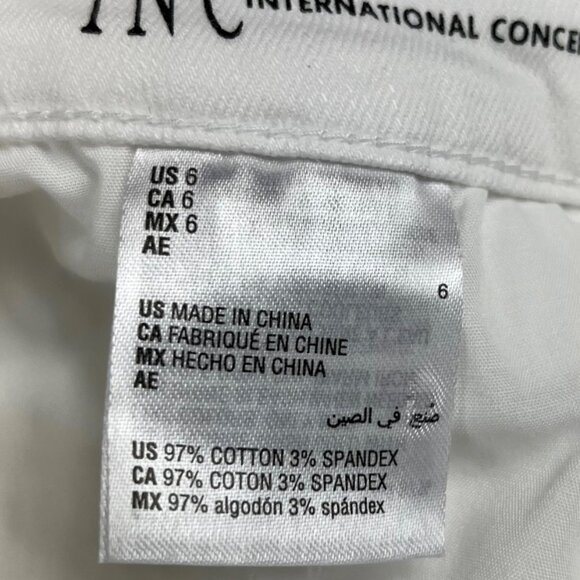 INC INTERNATIONAL CONCE
US 6
CA 6
MX 6
AE
6
US MADE IN CHINA
CA FABRIQUÉ EN CHINE
MX HECHO EN CHINA
AE
صُنع في الصين
US 97% COTTON 3% SPANDEX
CA 97% COTON 3% SPANDEX
MX 97% algodón 3% spándex